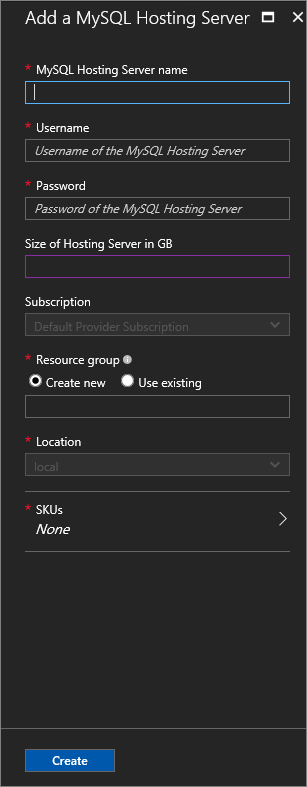 Add a MySQL Hosting Server
* MySQL Hosting Server name
* Username
Username of the MySQL Hosting Server
* Password
Password of the MySQL Hosting Server
Size of Hosting Server in GB
Subscription
Default Provider Subscription
* Resource group
Create new Use existing
* Location
local
* SKUs
None
Create